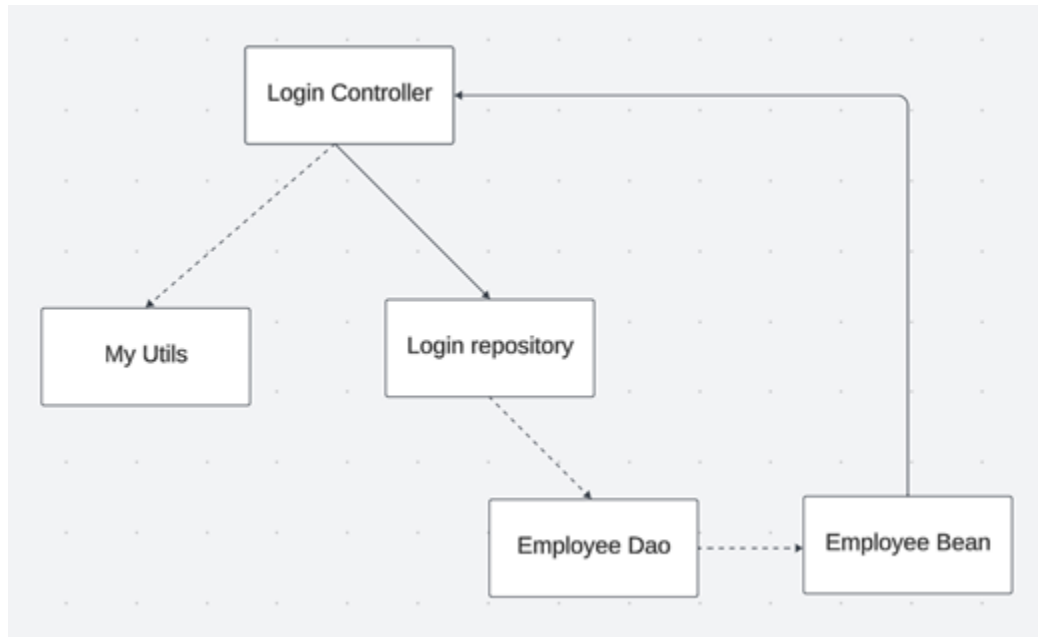 Login Controller
My Utils
Login repository
Employee Dao
Employee Bean